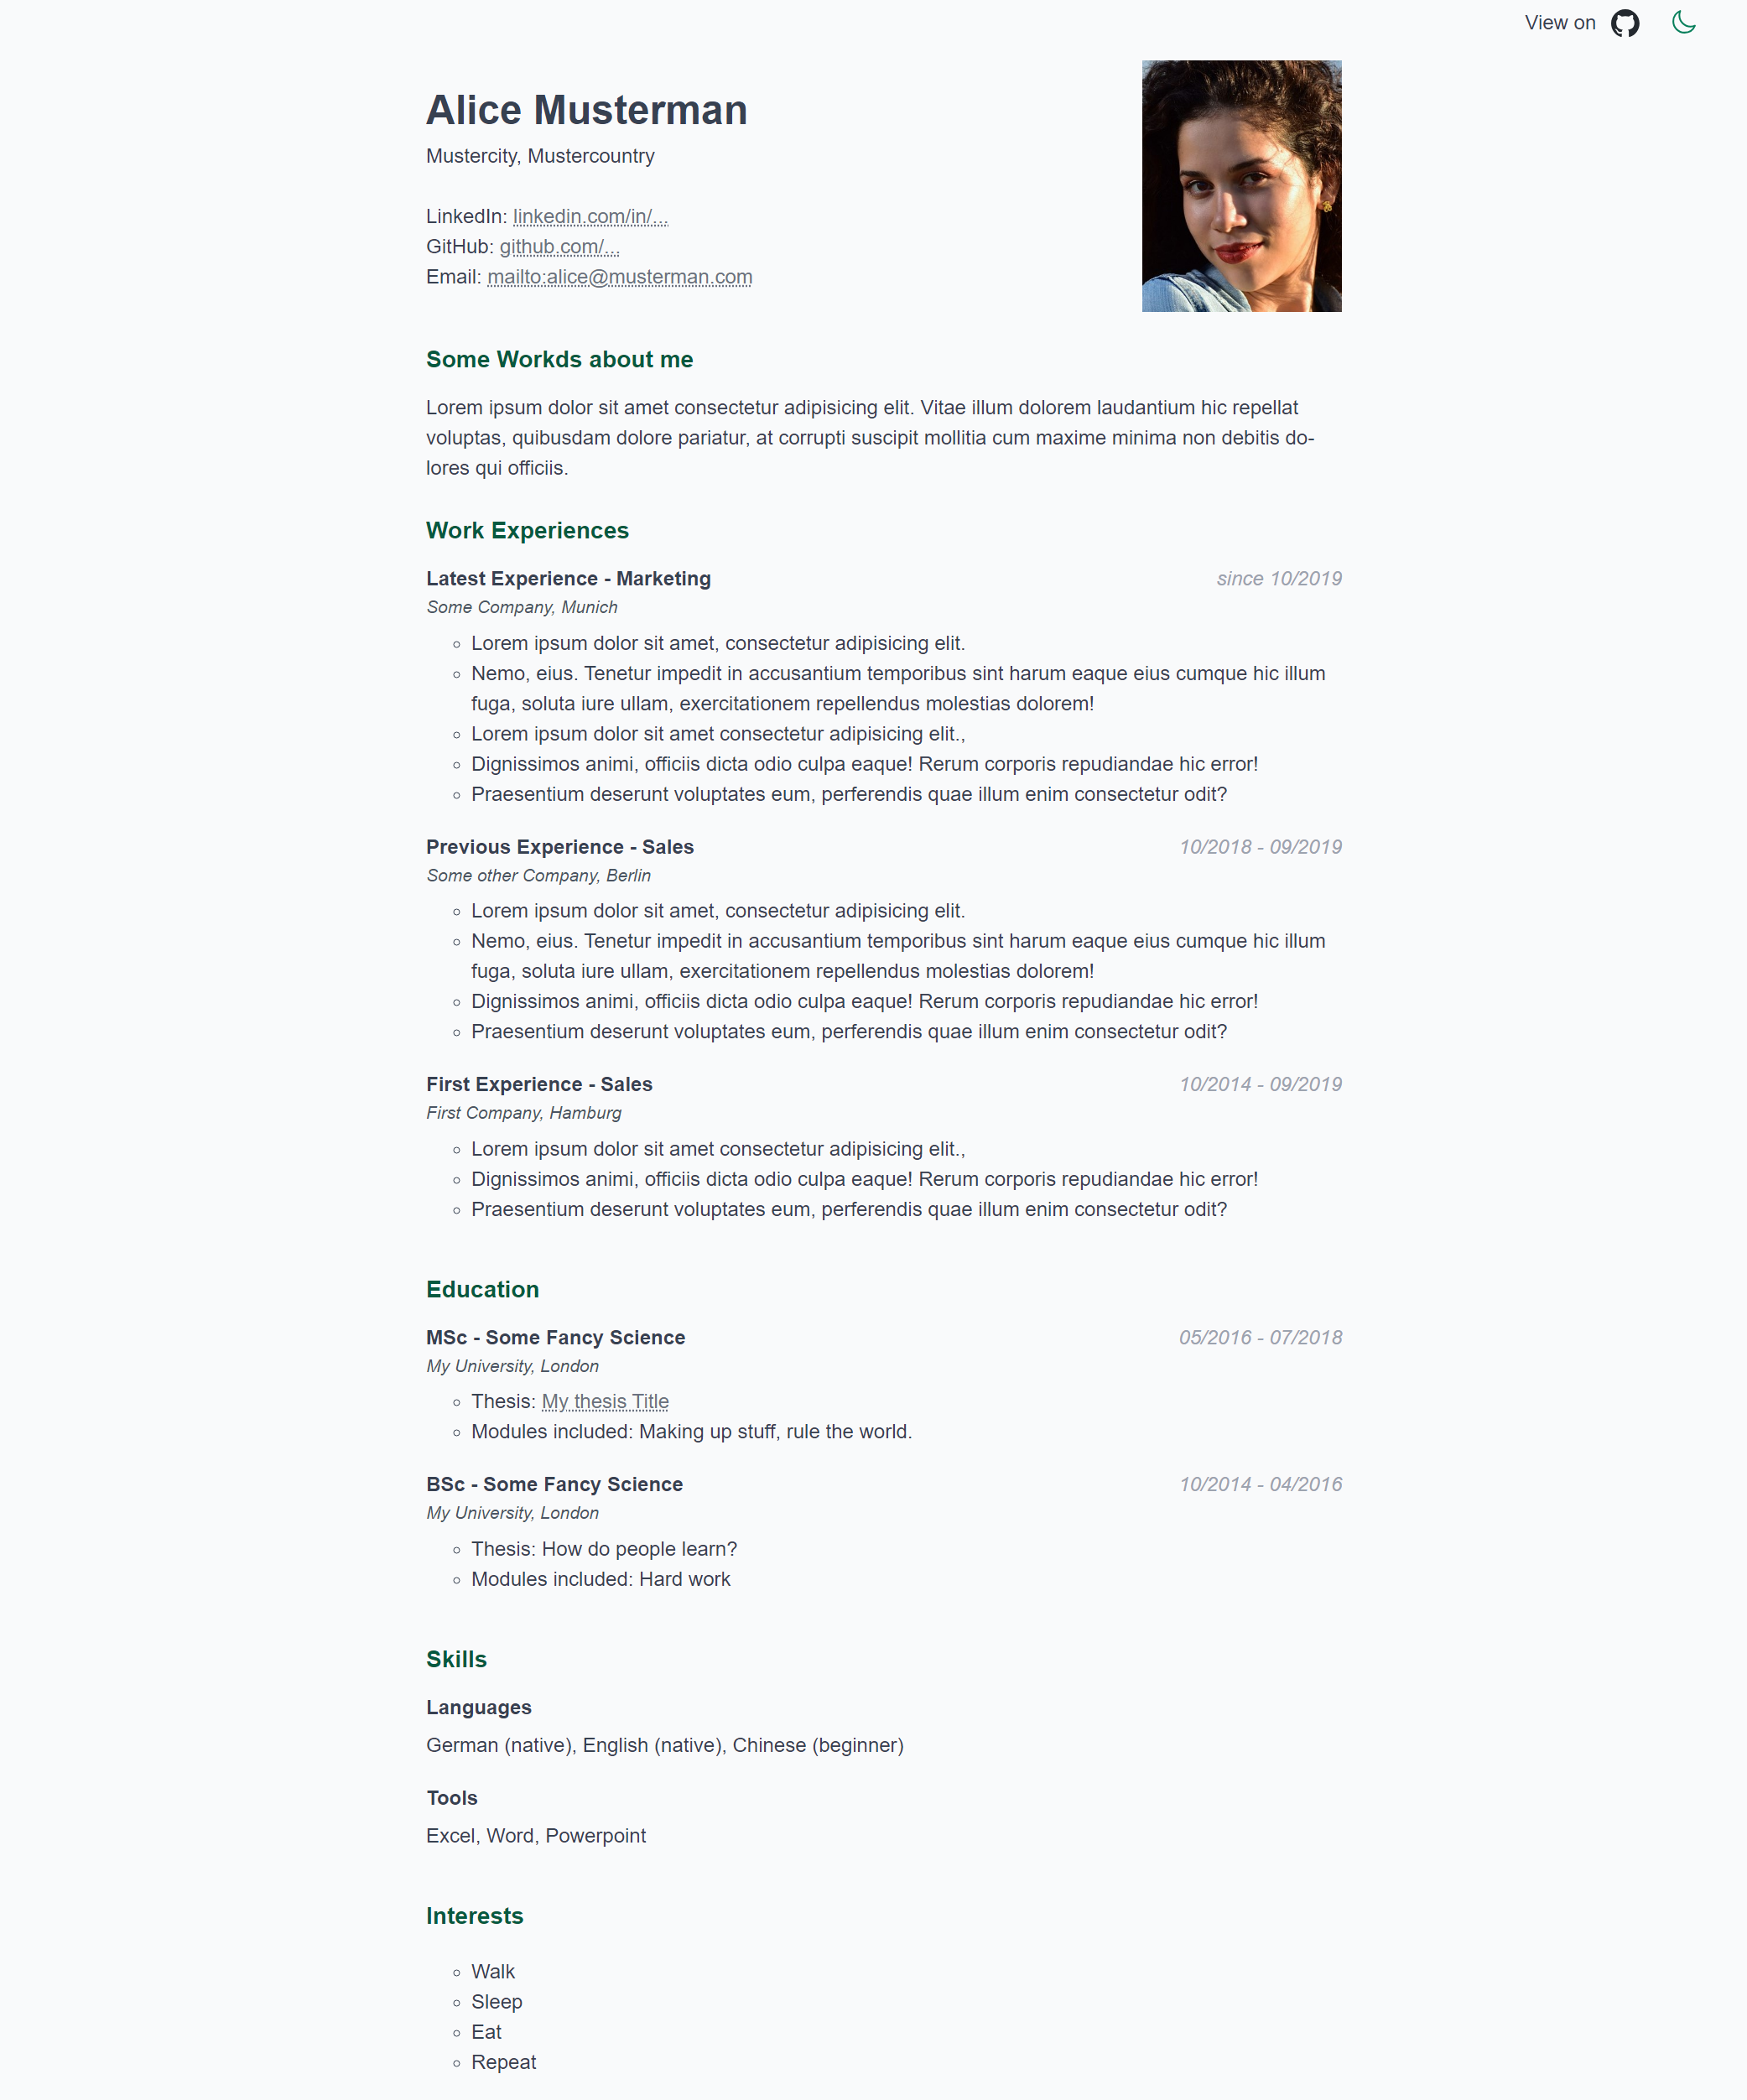 View on
Alice Musterman
Mustercity, Mustercountry
LinkedIn: linkedin.com/in/...
GitHub: github.com/...
Email: mailto:alice@musterman.com
Some Workds about me
Lorem ipsum dolor sit amet consectetur adipisicing elit. Vitae illum dolorem laudantium hic repellat
voluptas, quibusdam dolore pariatur, at corrupti suscipit mollitia cum maxime minima non debitis do-
lores qui officiis.
Work Experiences
Latest Experience - Marketing since 10/2019
Some Company, Munich
◦ Lorem ipsum dolor sit amet, consectetur adipisicing elit.
◦ Nemo, eius. Tenetur impedit in accusantium temporibus sint harum eaque eius cumque hic illum
fuga, soluta iure ullam, exercitationem repellendus molestias dolorem!
◦ Lorem ipsum dolor sit amet consectetur adipisicing elit.,
◦ Dignissimos animi, officiis dicta odio culpa eaque! Rerum corporis repudiandae hic error!
◦ Praesentium deserunt voluptates eum, perferendis quae illum enim consectetur odit?
Previous Experience - Sales 10/2018 - 09/2019
Some other Company, Berlin
◦ Lorem ipsum dolor sit amet, consectetur adipisicing elit.
◦ Nemo, eius. Tenetur impedit in accusantium temporibus sint harum eaque eius cumque hic illum
fuga, soluta iure ullam, exercitationem repellendus molestias dolorem!
◦ Dignissimos animi, officiis dicta odio culpa eaque! Rerum corporis repudiandae hic error!
◦ Praesentium deserunt voluptates eum, perferendis quae illum enim consectetur odit?
First Experience - Sales 10/2014 - 09/2019
First Company, Hamburg
◦ Lorem ipsum dolor sit amet consectetur adipisicing elit.,
◦ Dignissimos animi, officiis dicta odio culpa eaque! Rerum corporis repudiandae hic error!
◦ Praesentium deserunt voluptates eum, perferendis quae illum enim consectetur odit?
Education
MSc - Some Fancy Science 05/2016 - 07/2018
My University, London
◦ Thesis: My thesis Title
◦ Modules included: Making up stuff, rule the world.
BSc - Some Fancy Science 10/2014 - 04/2016
My University, London
◦ Thesis: How do people learn?
◦ Modules included: Hard work
Skills
Languages
German (native), English (native), Chinese (beginner)
Tools
Excel, Word, Powerpoint
Interests
◦ Walk
◦ Sleep
◦ Eat
◦ Repeat